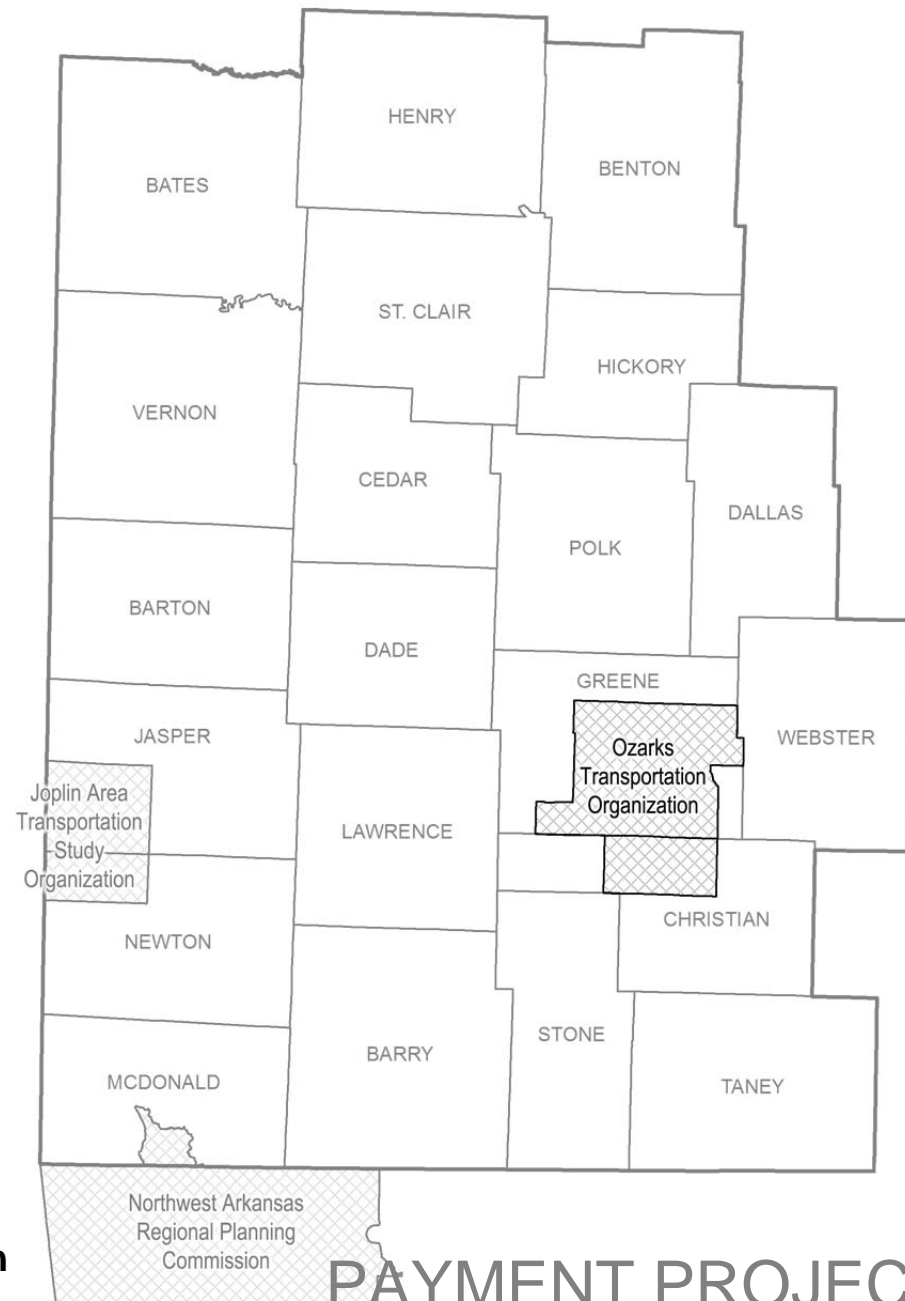 HENRY
BENTON
BATES
ST. CLAIR
HICKORY
VERNON
CEDAR
DALLAS
POLK
BARTON
DADE
GREENE
JASPER
WEBSTER
Ozarks
Transportation
Organization
Joplin Area
Transportation
Study
Organization
LAWRENCE
CHRISTIAN
NEWTON
STONE
BARRY
MCDONALD
TANEY
Northwest Arkansas
Regional Planning
Commission
n
PAYMENT PROJEC